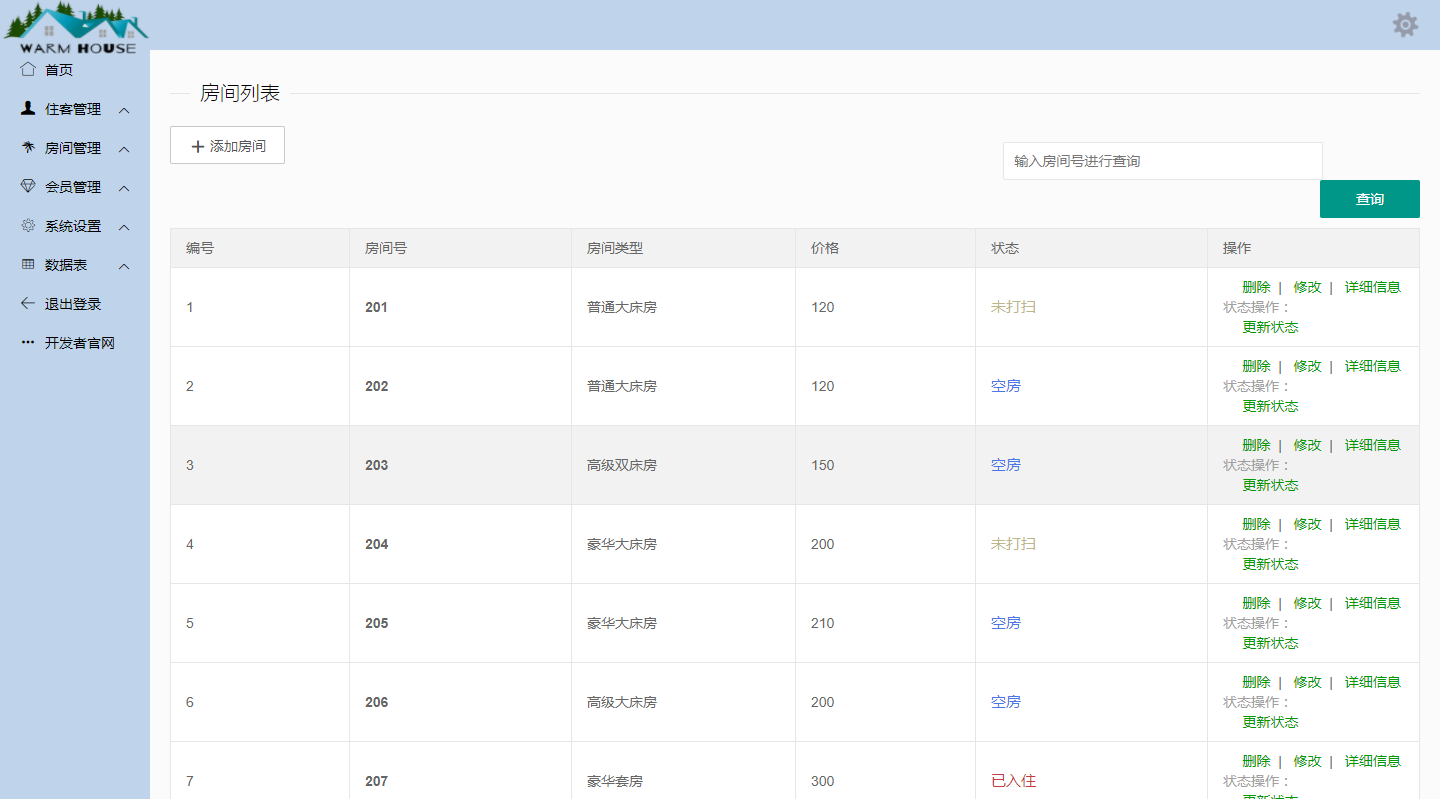 WARM HOUSE
首页
住客管理
房间管理
会员管理
系统设置
数据表
退出登录
开发者官网
房间列表
添加房间
输入房间号进行查询
查询
编号 房间号 房间类型 价格 状态 操作
1 201 普通大床房 120 未打扫 删除 | 修改 | 详细信息
状态操作：
更新状态
2 202 普通大床房 120 空房 删除 | 修改 | 详细信息
状态操作：
更新状态
3 203 高级双床房 150 空房 删除 | 修改 | 详细信息
状态操作：
更新状态
4 204 豪华大床房 200 未打扫 删除 | 修改 | 详细信息
状态操作：
更新状态
5 205 豪华大床房 210 空房 删除 | 修改 | 详细信息
状态操作：
更新状态
6 206 高级大床房 200 空房 删除 | 修改 | 详细信息
状态操作：
更新状态
7 207 豪华套房 300 已入住 删除 | 修改 | 详细信息
状态操作：
更新状态